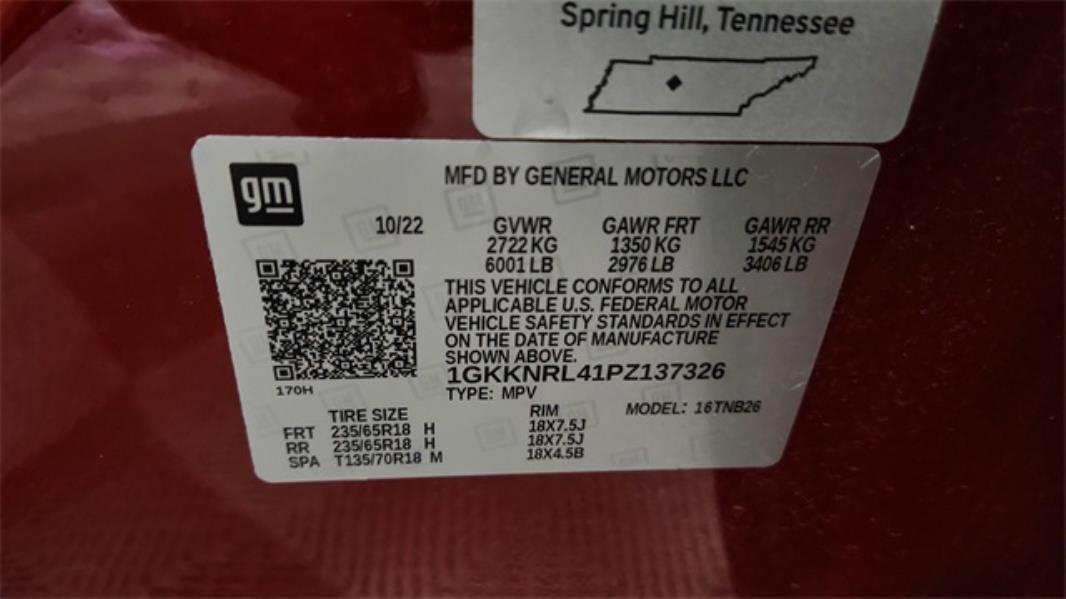 Spring Hill, Tennessee
gm
MFD BY GENERAL MOTORS LLC
10/22 GVWR GAWR FRT GAWR RR
2722 KG 1350 KG 1545 KG
6001 LB 2976 LB 3406 LB
THIS VEHICLE CONFORMS TO ALL
APPLICABLE U.S. FEDERAL MOTOR
VEHICLE SAFETY STANDARDS IN EFFECT
ON THE DATE OF MANUFACTURE
SHOWN ABOVE.
1GKKNRL41PZ137326
170H
TYPE: MPV
TIRE SIZE RIM MODEL: 16TNB26
FRT 235/65R18 H 18X7.5J
RR 235/65R18 H 18X7.5J
SPA T135/70R18 M 18X4.5B